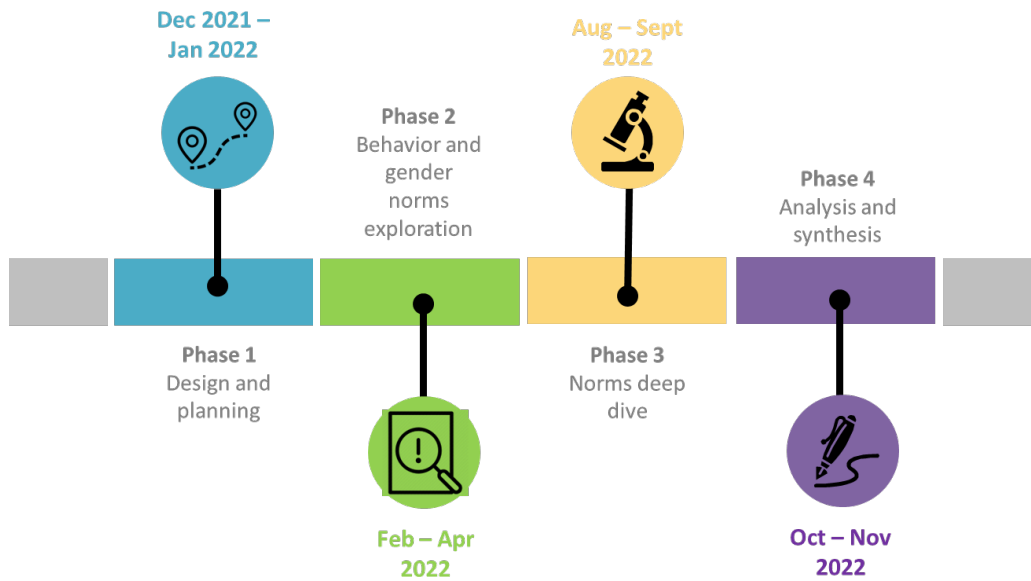 Dec 2021 –
Jan 2022
Phase 1
Design and
planning
Phase 2
Behavior and
gender
norms
exploration
Feb – Apr
2022
Aug – Sept
2022
Phase 3
Norms deep
dive
Phase 4
Analysis and
synthesis
Oct – Nov
2022